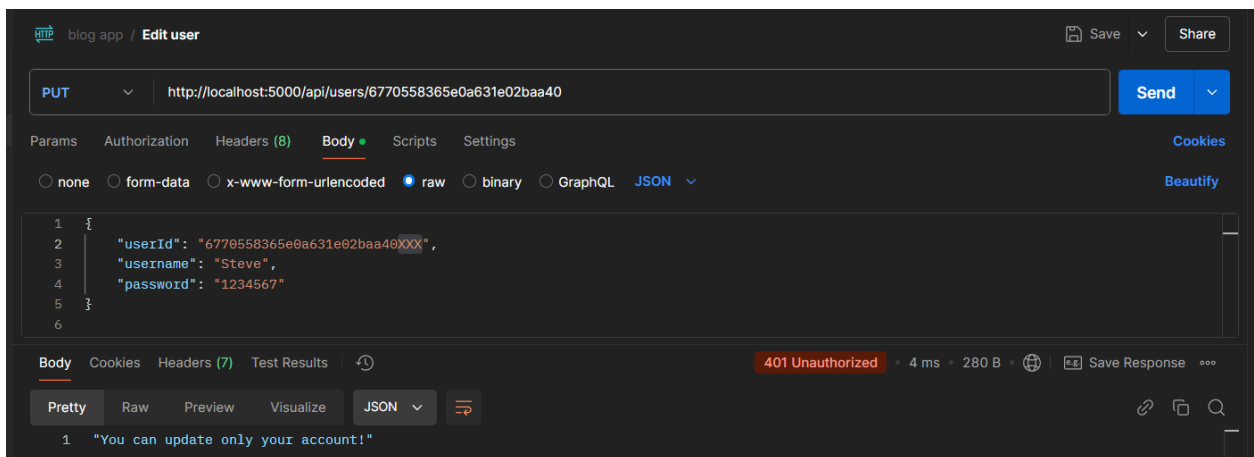 HTTP blog app / Edit user Save Share
PUT http://localhost:5000/api/users/6770558365e0a631e02baa40 Send
Params Authorization Headers (8) Body Scripts Settings Cookies
none form-data x-www-form-urlencoded raw binary GraphQL JSON Beautify
1 {
2 "userId": "6770558365e0a631e02baa40XXX",
3 "username": "Steve",
4 "password": "1234567"
5 }
6
Body Cookies Headers (7) Test Results 401 Unauthorized 4 ms 280 B e.g. Save Response
Pretty Raw Preview Visualize JSON
1 "You can update only your account!"